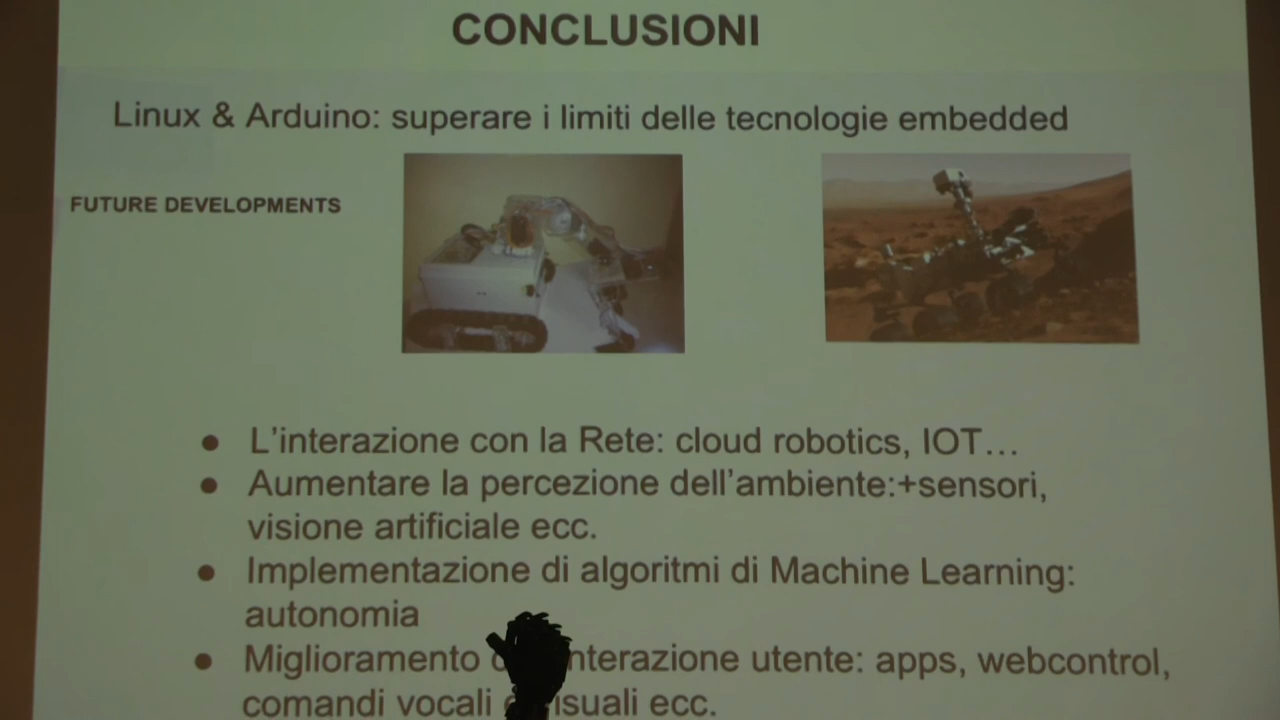 CONCLUSIONI
Linux & Arduino: superare i limiti delle tecnologie embedded
FUTURE DEVELOPMENTS
● L'interazione con la Rete: cloud robotics, IOT...
● Aumentare la percezione dell'ambiente:+sensori,
visione artificiale ecc.
● Implementazione di algoritmi di Machine Learning:
autonomia
● Miglioramento interazione utente: apps, webcontrol,
comandi vocali ecc.